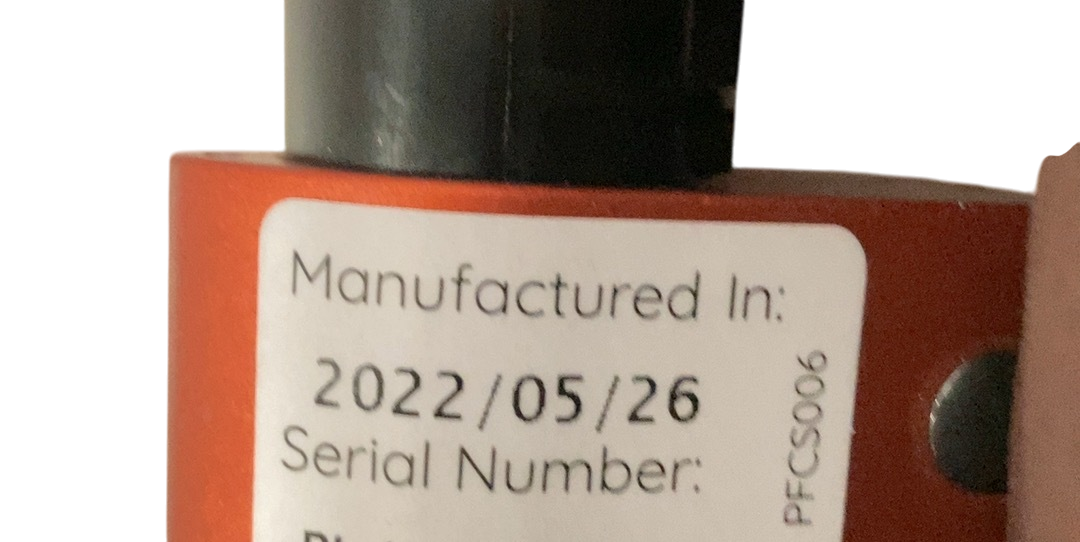 Manufactured In:
2022/05/26
Serial Number:
PFCS006